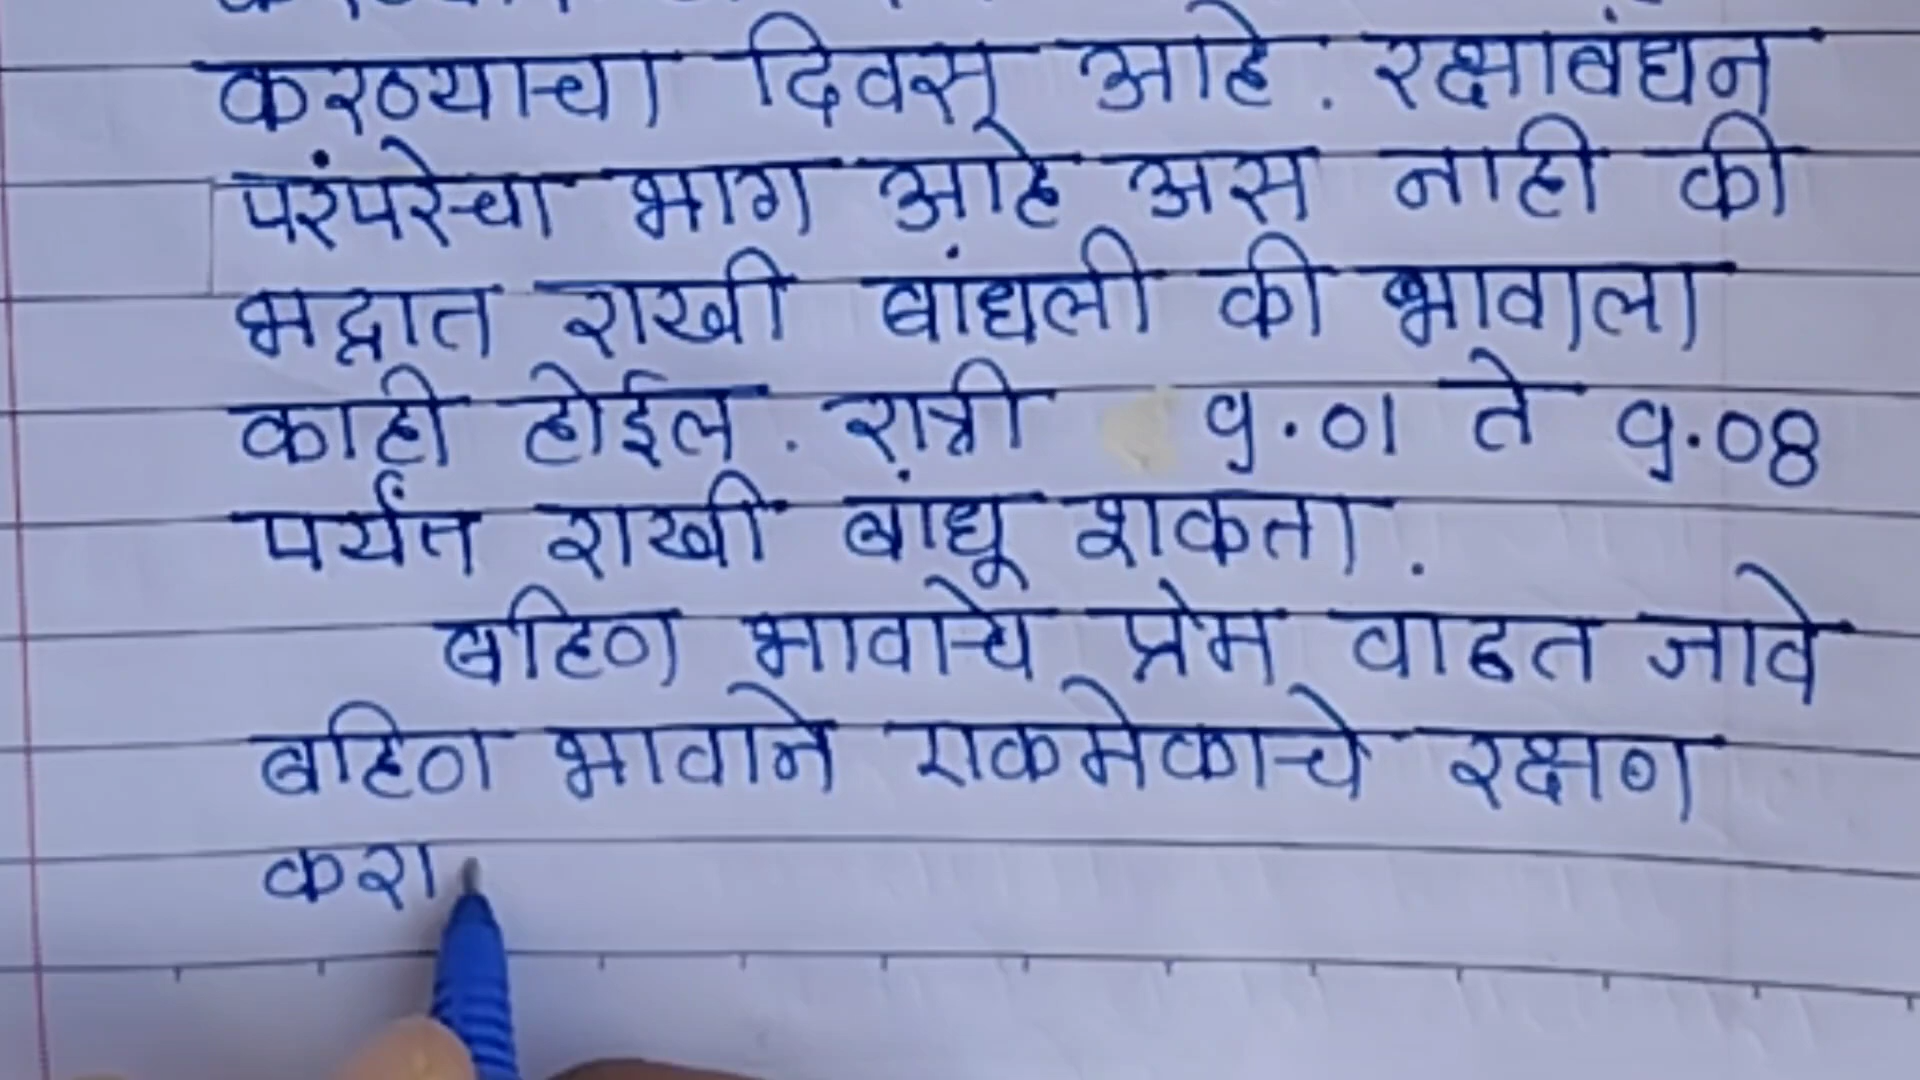 करण्याचा दिवस आहे. रक्षाबंधन
परंपरेचा भाग आहे अस नाही की
भद्रात राखी बांधली की भावाला
काही होईल. रात्री 9.01 ते 9.08
पर्यंत राखी बांधू शकता.
बहिण भावाचे प्रेम वाढत जावे
बहिण भावाने एकमेकाचे रक्षण
करा